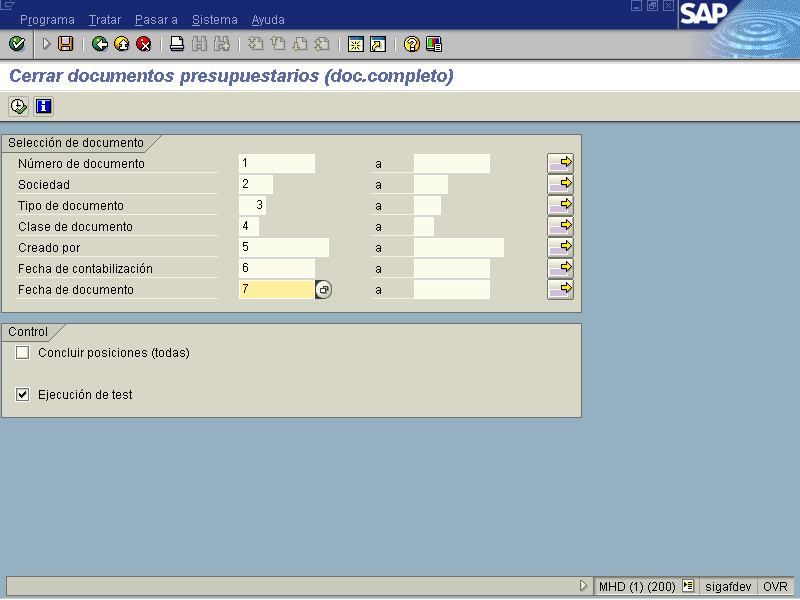 Programa Tratar Pasar a Sistema Ayuda
SAP
Cerrar documentos presupuestarios (doc.completo)
Selección de documento
Número de documento 1 a
Sociedad 2 a
Tipo de documento 3 a
Clase de documento 4 a
Creado por 5 a
Fecha de contabilización 6 a
Fecha de documento 7 a
Control
Concluir posiciones (todas)
Ejecución de test
MHD (1) (200) sigafdev OVR